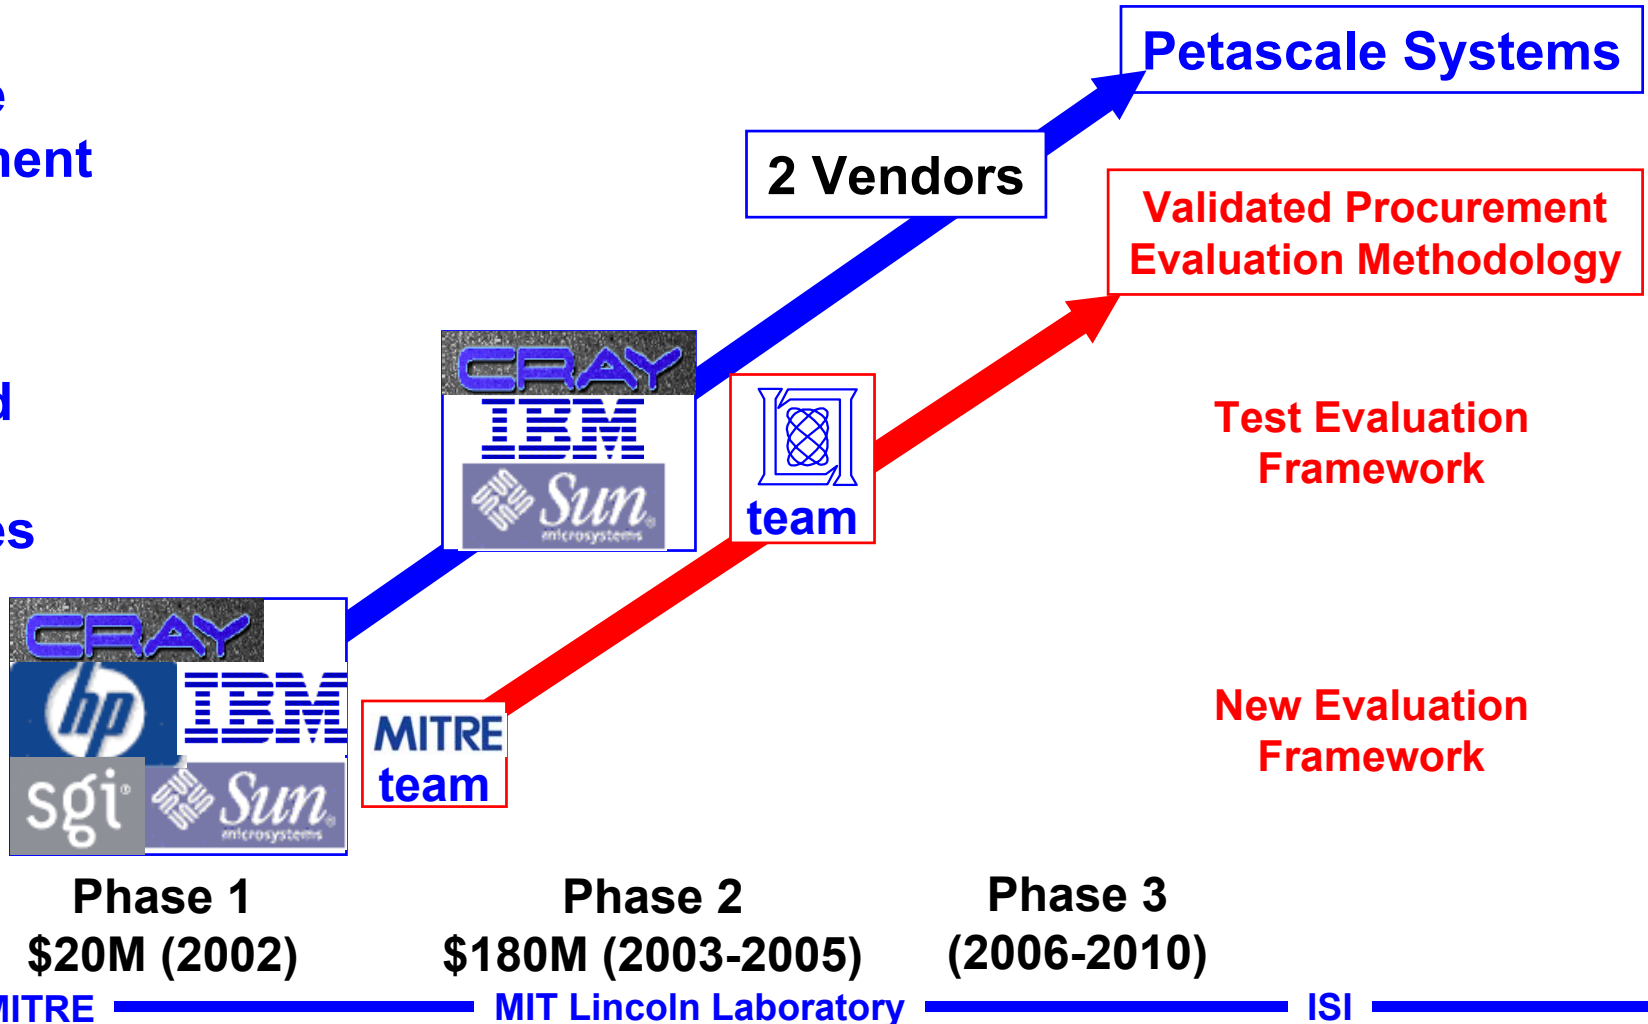 Petascale Systems
2 Vendors
Validated Procurement
Evaluation Methodology
CRAY
IBM
Sun
microsystems
team
Test Evaluation
Framework
CRAY
hp
IBM
sgi
Sun
microsystems
MITRE
team
New Evaluation
Framework
Phase 1
$20M (2002)
Phase 2
$180M (2003-2005)
Phase 3
(2006-2010)
MITRE
MIT Lincoln Laboratory
ISI